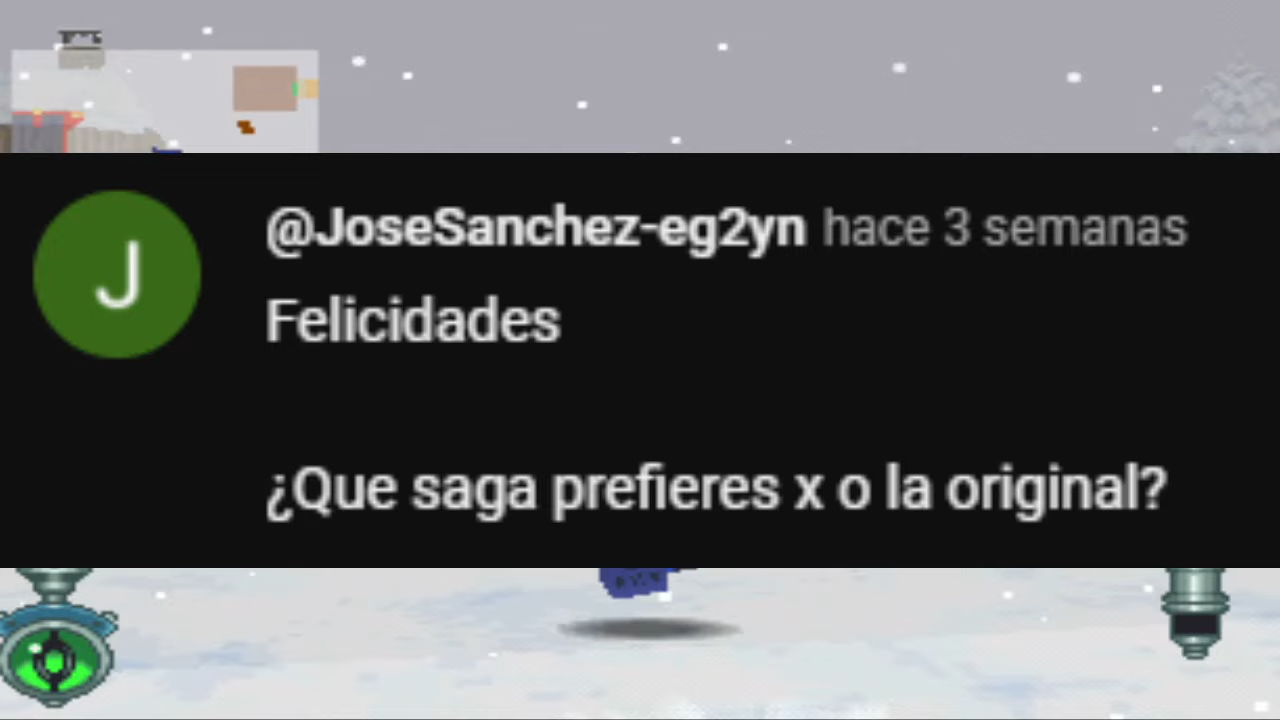 J
@JoseSanchez-eg2yn hace 3 semanas
Felicidades
¿Que saga prefieres x o la original?